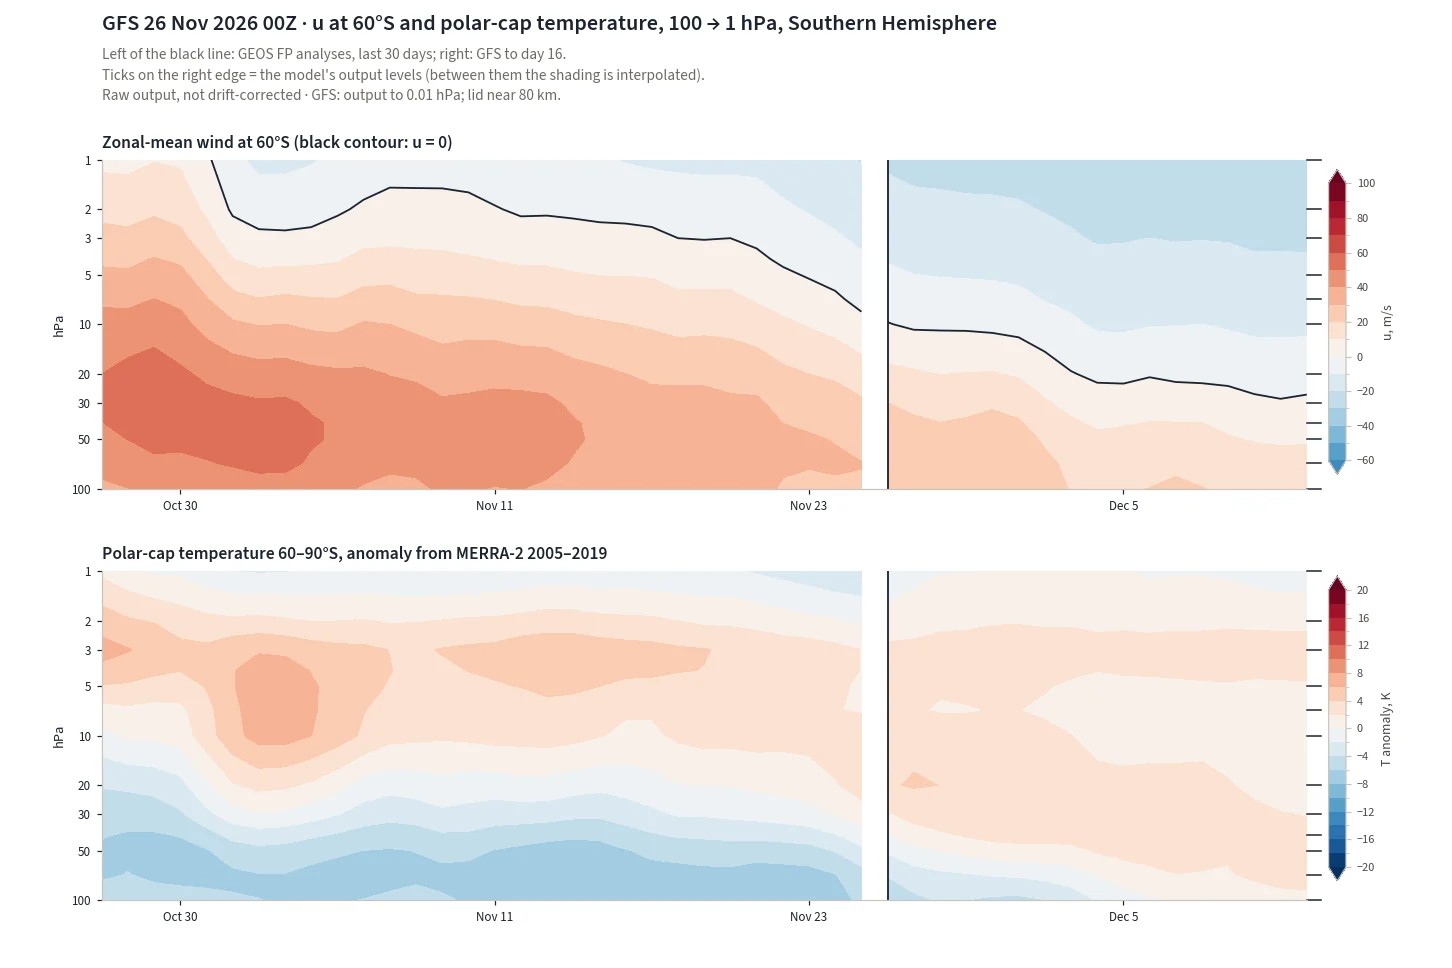 GFS 26 Nov 2026 00Z · u at 60°S and polar-cap temperature, 100 → 1 hPa, Southern Hemisphere
Left of the black line: GEOS FP analyses, last 30 days; right: GFS to day 16.
Ticks on the right edge = the model's output levels (between them the shading is interpolated).
Raw output, not drift-corrected · GFS: output to 0.01 hPa; lid near 80 km.
Zonal-mean wind at 60°S (black contour: u = 0)
1
2
3
5
10
20
30
50
100
hPa
Oct 30
Nov 11
Nov 23
Dec 5
100
80
60
40
20
0
−20
−40
−60
u, m/s
Polar-cap temperature 60–90°S, anomaly from MERRA-2 2005–2019
1
2
3
5
10
20
30
50
100
hPa
Oct 30
Nov 11
Nov 23
Dec 5
20
16
12
8
4
0
−4
−8
−12
−16
−20
T anomaly, K